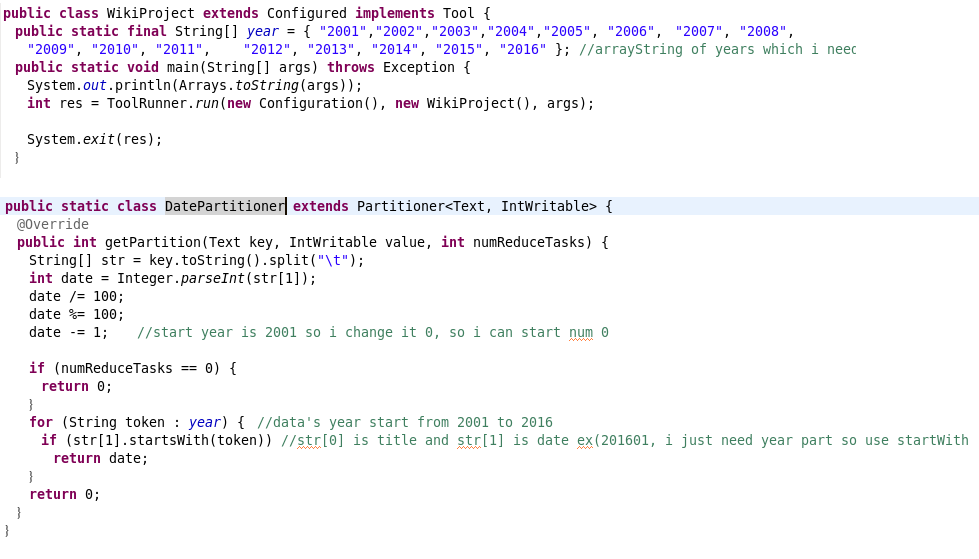 public class WikiProject extends Configured implements Tool {
public static final String[] year = { "2001","2002","2003","2004","2005", "2006", "2007", "2008",
"2009", "2010", "2011", "2012", "2013", "2014", "2015", "2016" }; //arrayString of years which i need
public static void main(String[] args) throws Exception {
System.out.println(Arrays.toString(args));
int res = ToolRunner.run(new Configuration(), new WikiProject(), args);
System.exit(res);
}
public static class DatePartitioner extends Partitioner<Text, IntWritable> {
@Override
public int getPartition(Text key, IntWritable value, int numReduceTasks) {
String[] str = key.toString().split("\t");
int date = Integer.parseInt(str[1]);
date /= 100;
date %= 100;
date -= 1; //start year is 2001 so i change it 0, so i can start num 0
if (numReduceTasks == 0) {
return 0;
}
for (String token : year) { //data's year start from 2001 to 2016
if (str[1].startsWith(token)) //str[0] is title and str[1] is date ex(201601, i just need year part so use startWith
return date;
}
return 0;
}
}